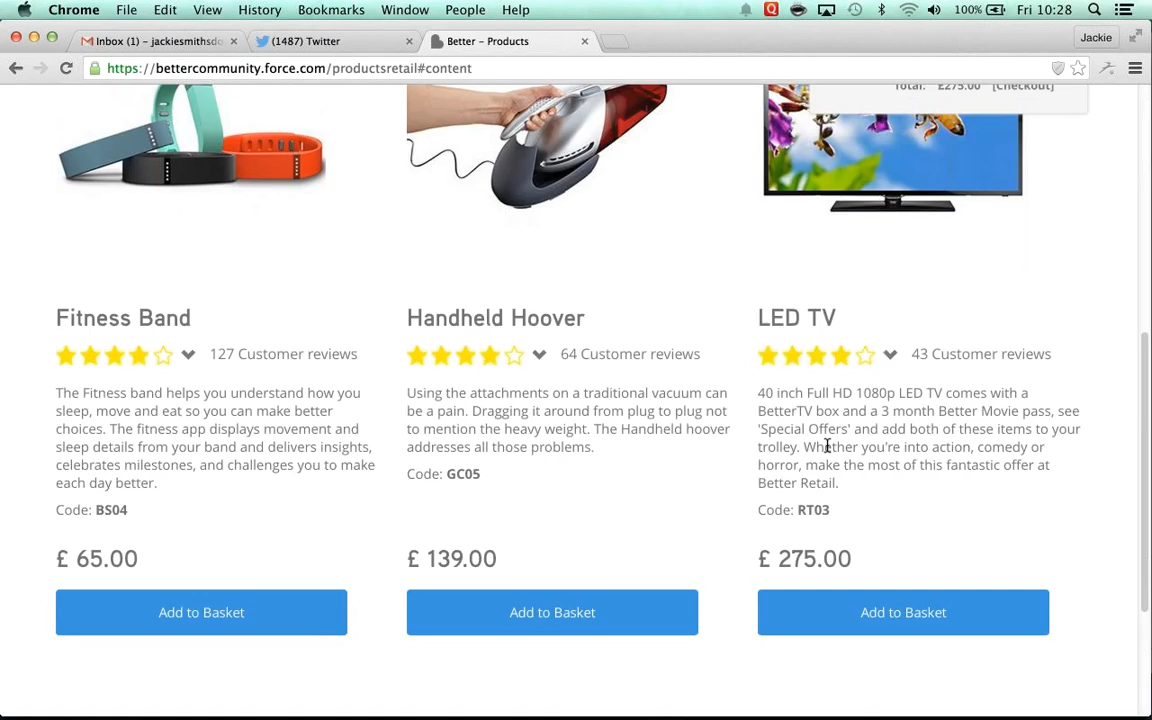 Chrome File Edit View History Bookmarks Window People Help 100% Fri 10:28
Inbox (1) – jackiesmithsdo
(1487) Twitter
Better – Products
Jackie
https://bettercommunity.force.com/productsretail#content
Total: £275.00 [Checkout]
Fitness Band
127 Customer reviews
The Fitness band helps you understand how you
sleep, move and eat so you can make better
choices. The fitness app displays movement and
sleep details from your band and delivers insights,
celebrates milestones, and challenges you to make
each day better.
Code: BS04
£ 65.00
Add to Basket
Handheld Hoover
64 Customer reviews
Using the attachments on a traditional vacuum can
be a pain. Dragging it around from plug to plug not
to mention the heavy weight. The Handheld hoover
addresses all those problems.
Code: GC05
£ 139.00
Add to Basket
LED TV
43 Customer reviews
40 inch Full HD 1080p LED TV comes with a
BetterTV box and a 3 month Better Movie pass, see
'Special Offers' and add both of these items to your
trolley. Whether you're into action, comedy or
horror, make the most of this fantastic offer at
Better Retail.
Code: RT03
£ 275.00
Add to Basket